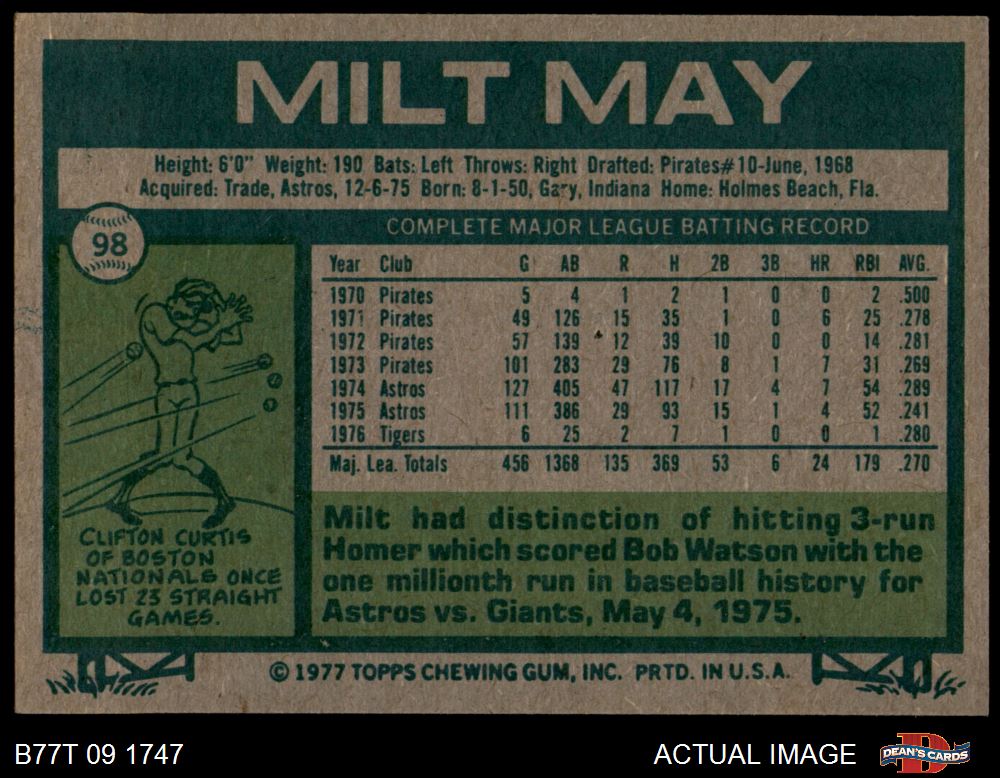 MILT MAY
Height: 6'0" Weight: 190 Bats: Left Throws: Right Drafted: Pirates#10-June, 1968
Acquired: Trade, Astros, 12-6-75 Born: 8-1-50, Gary, Indiana Home: Holmes Beach, Fla.
98
COMPLETE MAJOR LEAGUE BATTING RECORD
Year Club G AB R H 2B 3B HR RBI AVG.
1970 Pirates 5 4 1 2 1 0 0 2 .500
1971 Pirates 49 126 15 35 1 0 6 25 .278
1972 Pirates 57 139 12 39 10 0 0 14 .281
1973 Pirates 101 283 29 76 8 1 7 31 .269
1974 Astros 127 405 47 117 17 4 7 54 .289
1975 Astros 111 386 29 93 15 1 4 52 .241
1976 Tigers 6 25 2 7 1 0 0 1 .280
Maj. Lea. Totals 456 1368 135 369 53 6 24 179 .270
CLIFTON CURTIS
OF BOSTON
NATIONALS ONCE
LOST 23 STRAIGHT
GAMES.
Milt had distinction of hitting 3-run
Homer which scored Bob Watson with the
one millionth run in baseball history for
Astros vs. Giants, May 4, 1975.
© 1977 TOPPS CHEWING GUM, INC. PRTD. IN U.S.A.
B77T 09 1747
ACTUAL IMAGE
D
DEAN'S CARDS